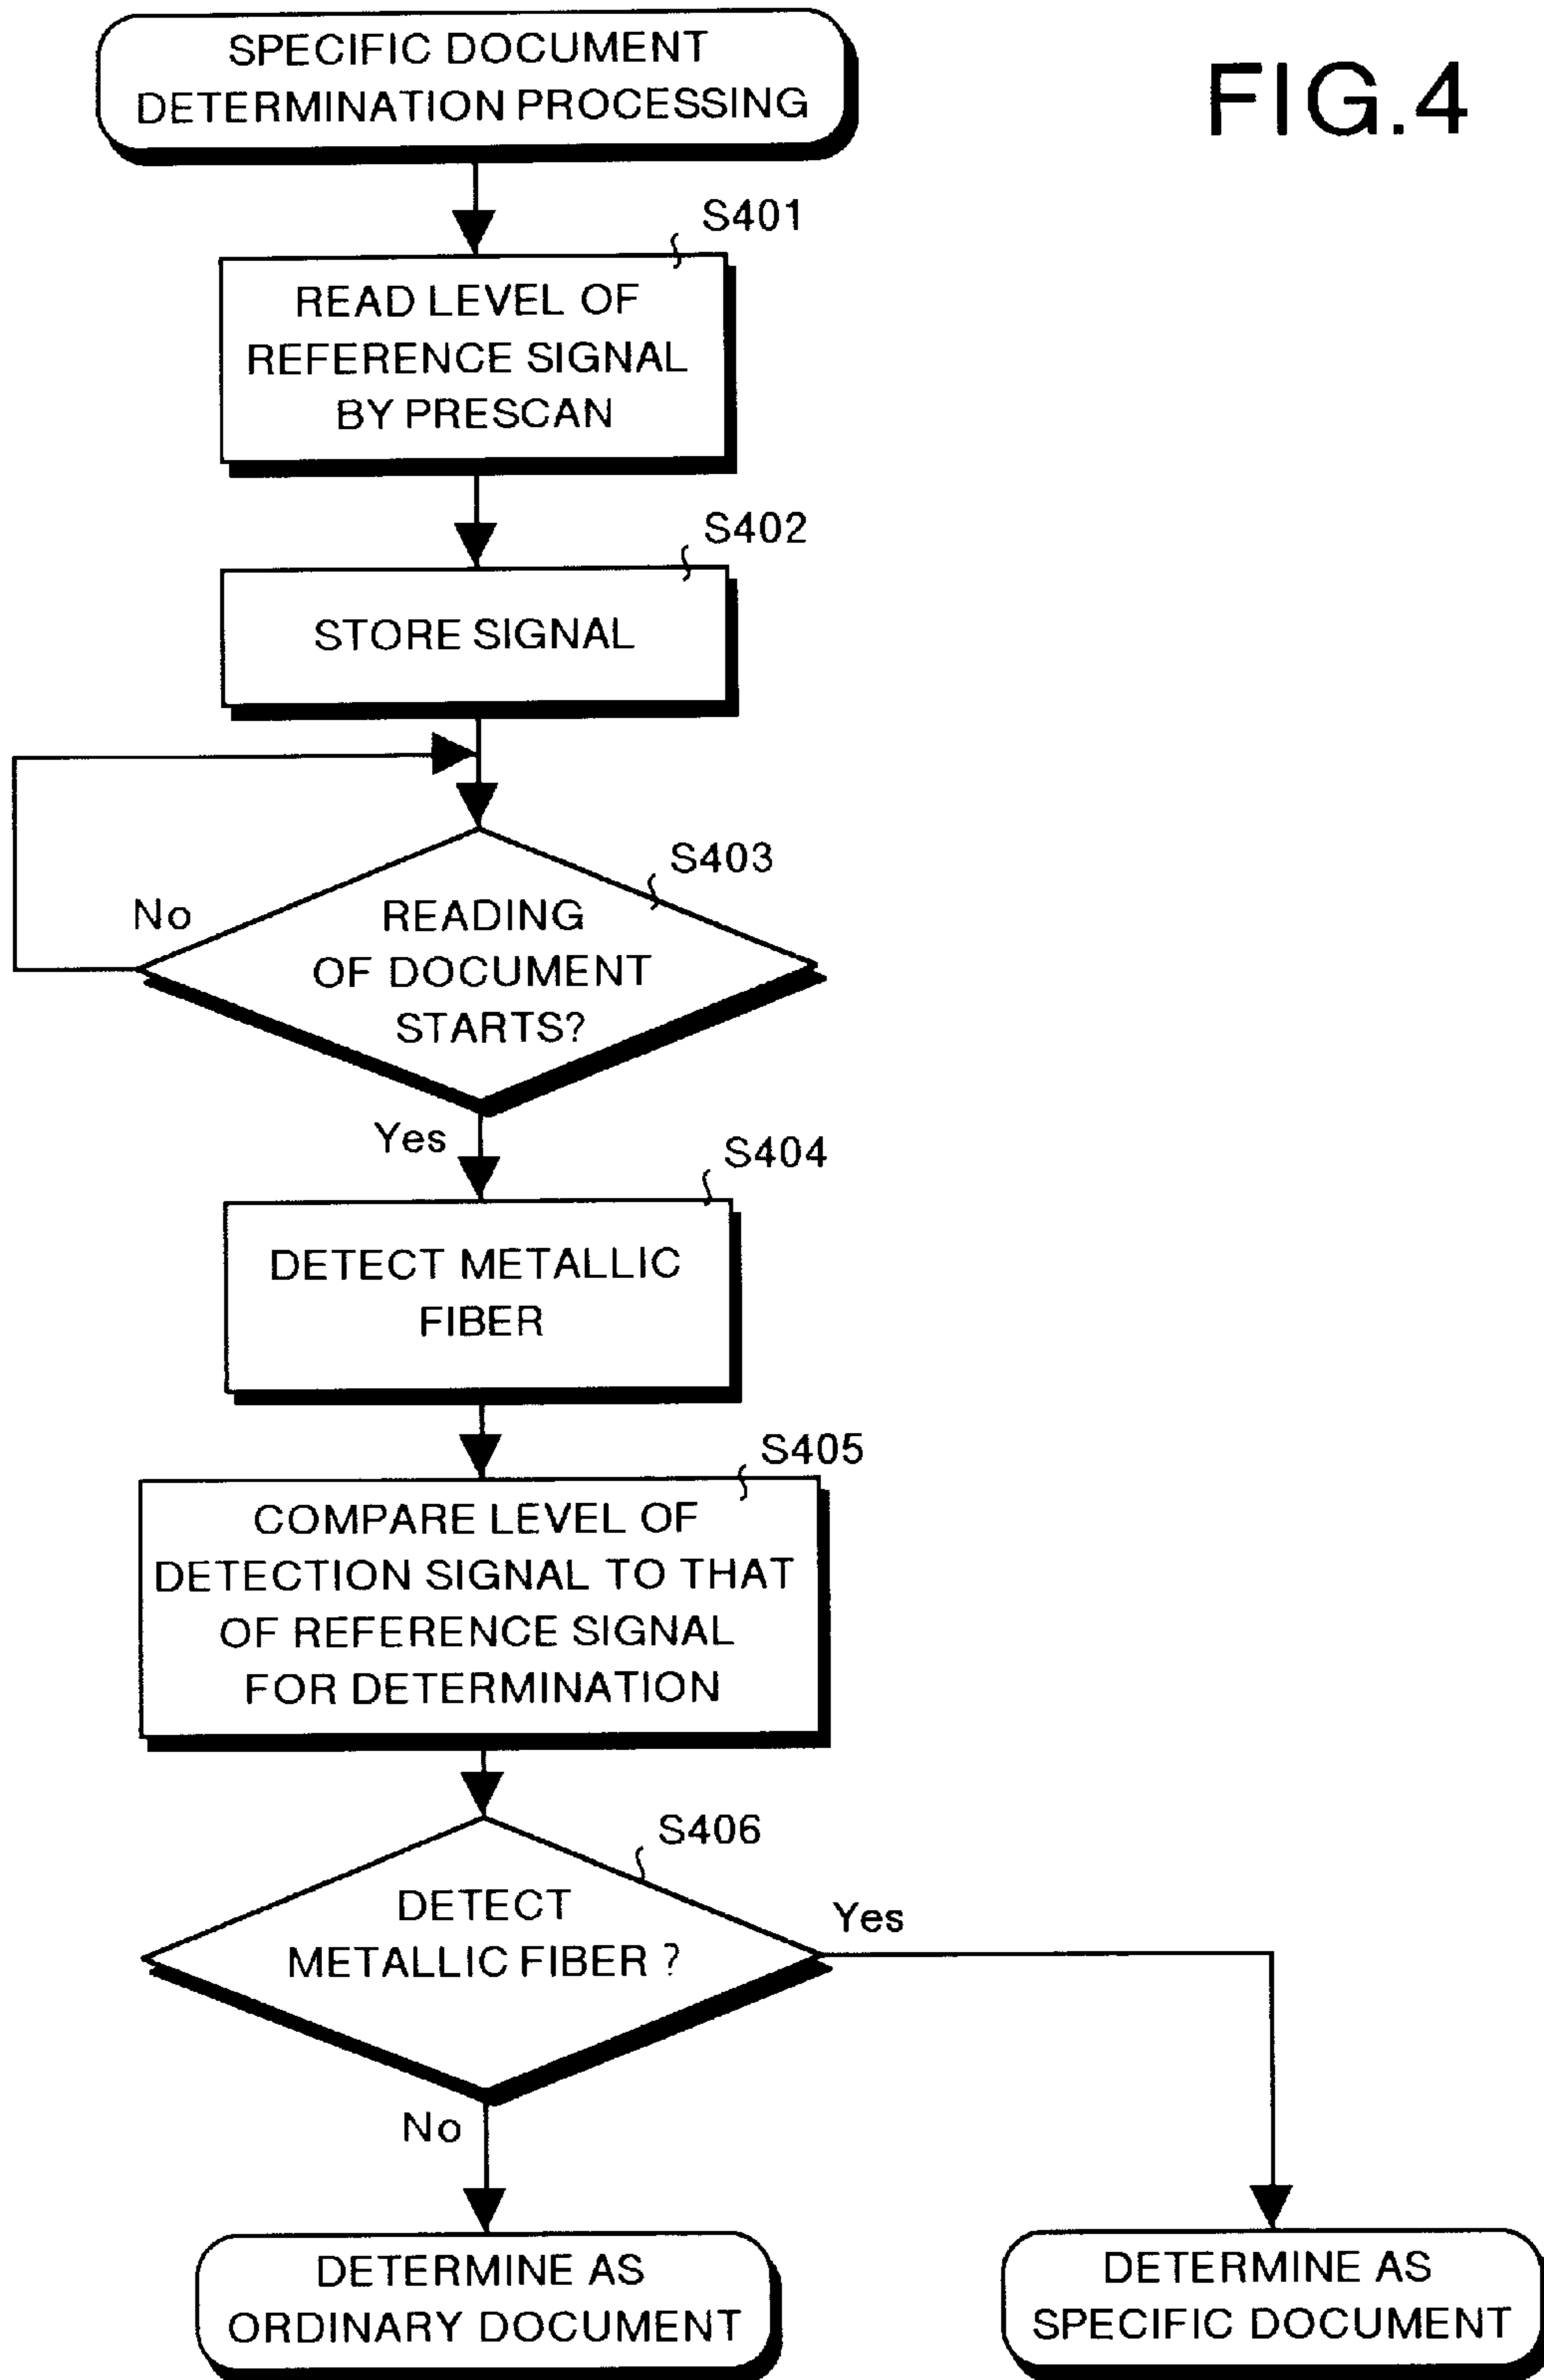 SPECIFIC DOCUMENT
DETERMINATION PROCESSING
FIG.4
S401
READ LEVEL OF
REFERENCE SIGNAL
BY PRESCAN
S402
STORE SIGNAL
S403
No
READING
OF DOCUMENT
STARTS?
Yes
S404
DETECT METALLIC
FIBER
S405
COMPARE LEVEL OF
DETECTION SIGNAL TO THAT
OF REFERENCE SIGNAL
FOR DETERMINATION
S406
DETECT
METALLIC FIBER ?
Yes
No
DETERMINE AS
ORDINARY DOCUMENT
DETERMINE AS
SPECIFIC DOCUMENT